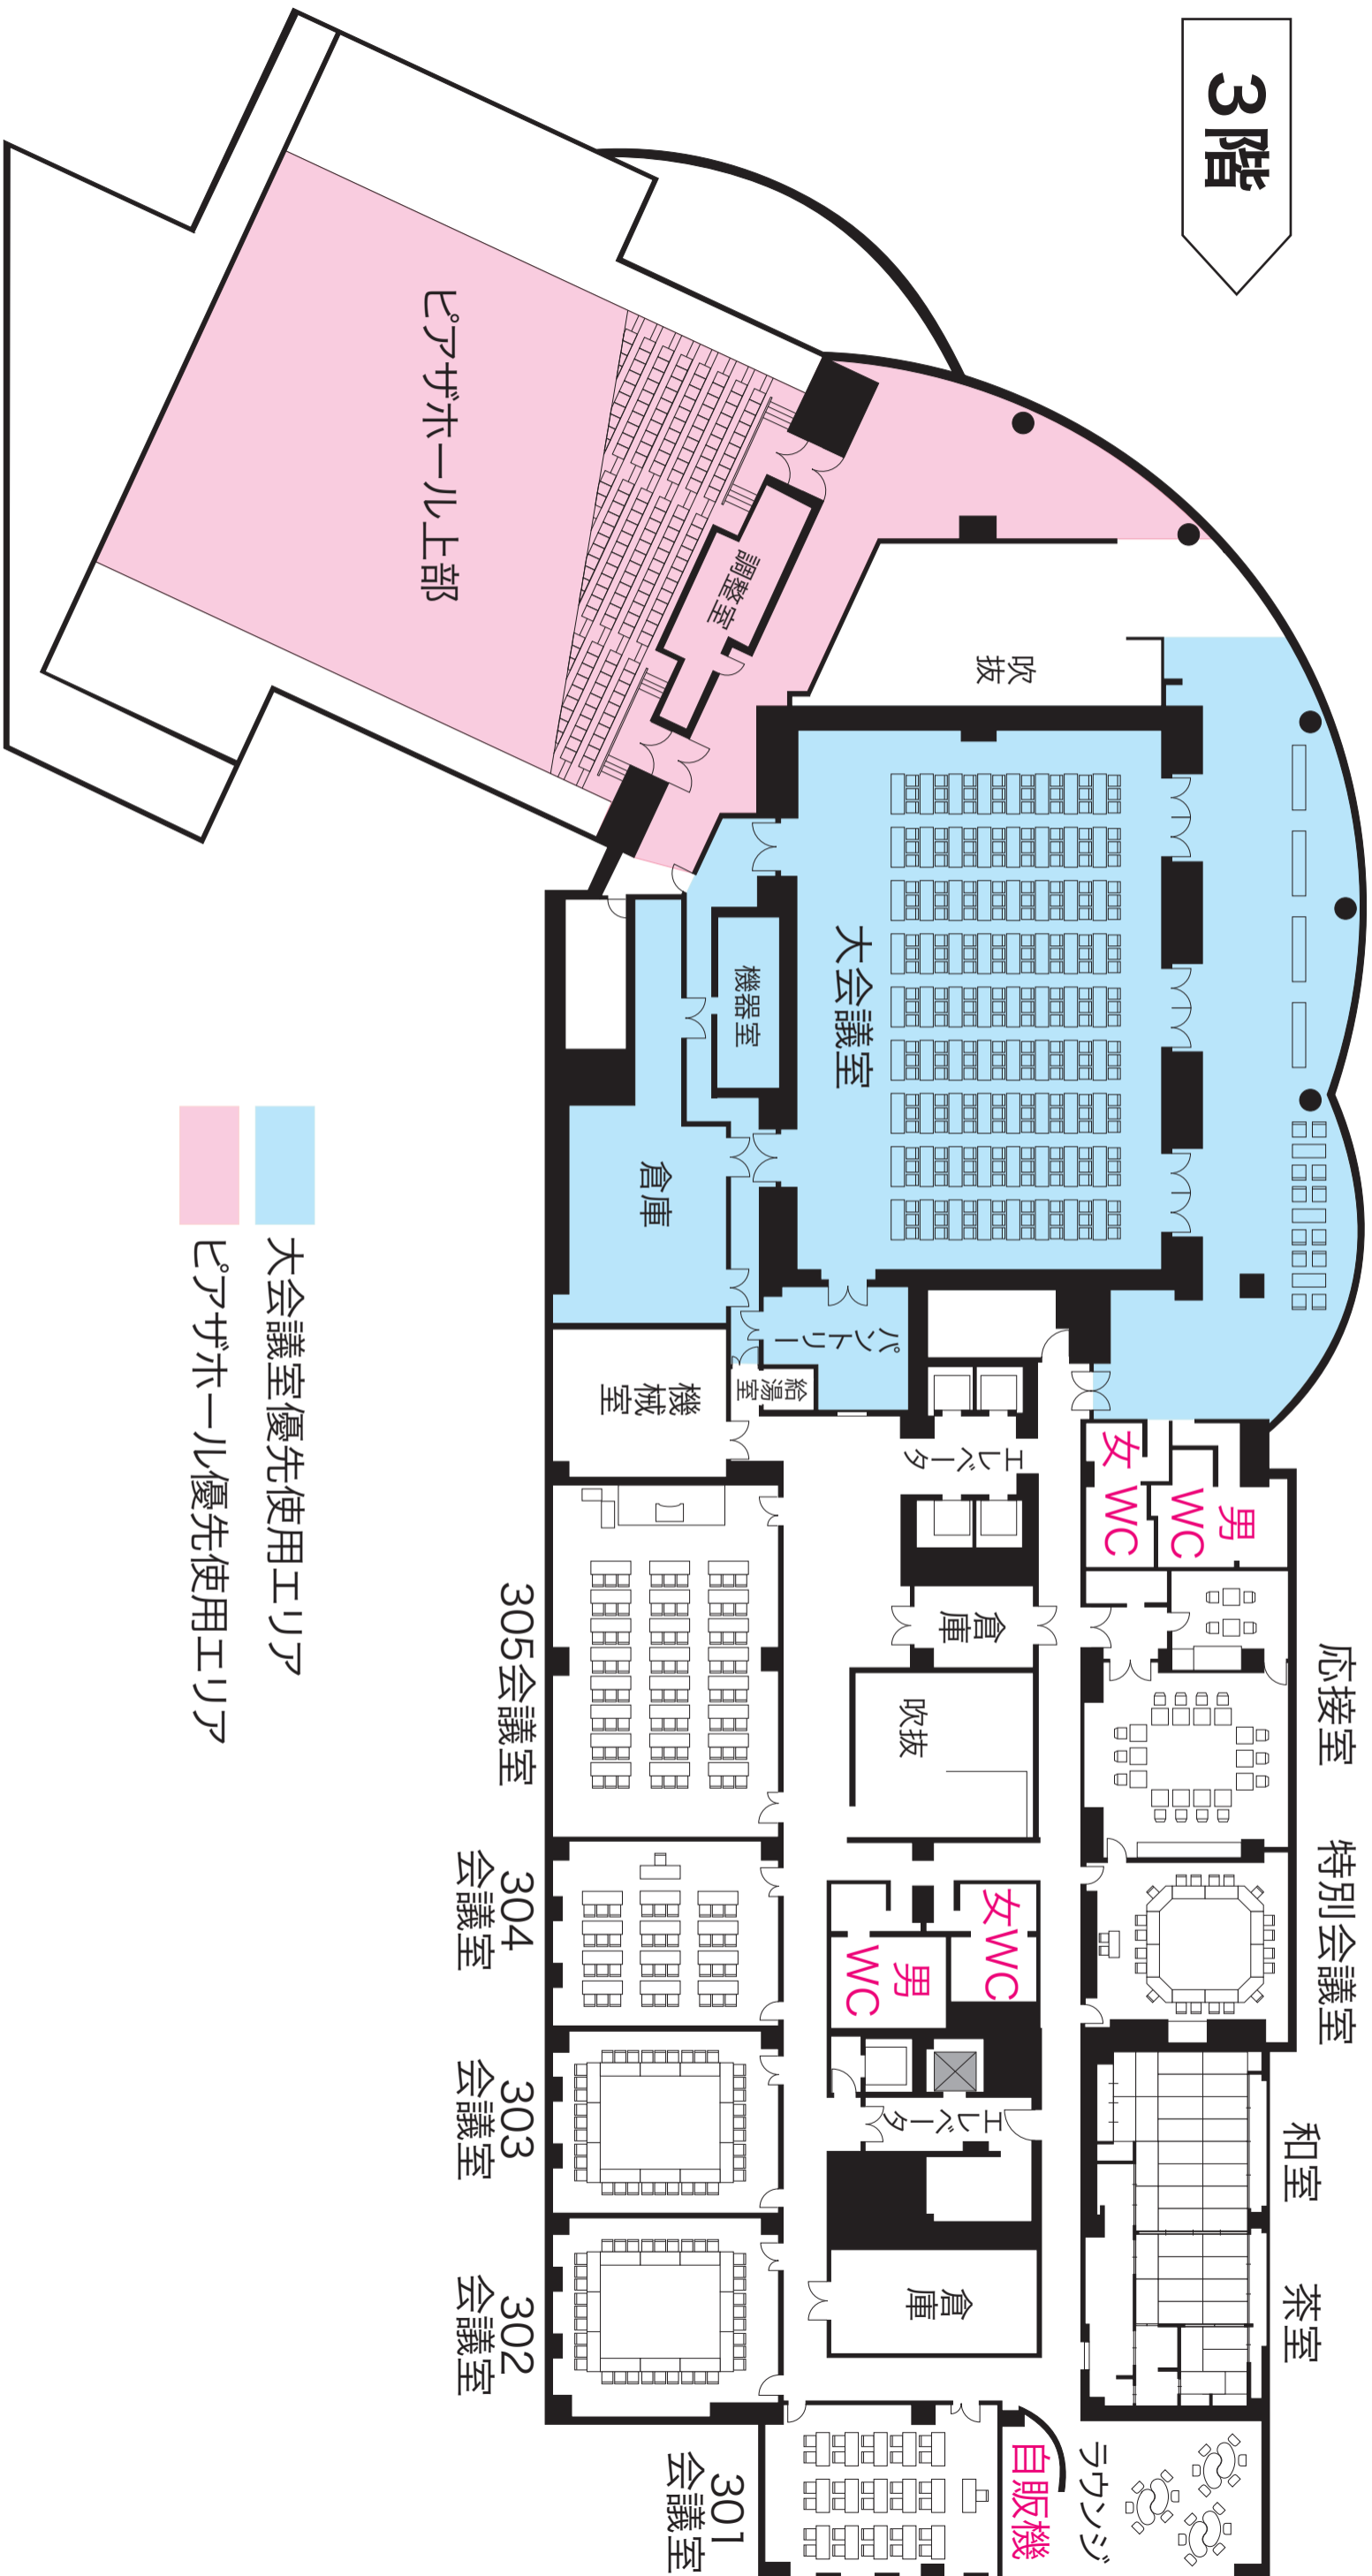 3階
ピアザホール上部
調整室
吹
抜
大会議室
機器室
倉庫
パントリー
給
湯
室
機
械
室
エレベータ
女
WC
男
WC
倉
庫
吹抜
応接室
特別会議室
和室
茶室
305会議室
304
会議室
303
会議室
302
会議室
301
会議室
女WC
男
WC
エレベータ
倉
庫
自販機
ラウンジ
大会議室優先使用エリア
ピアザホール優先使用エリア